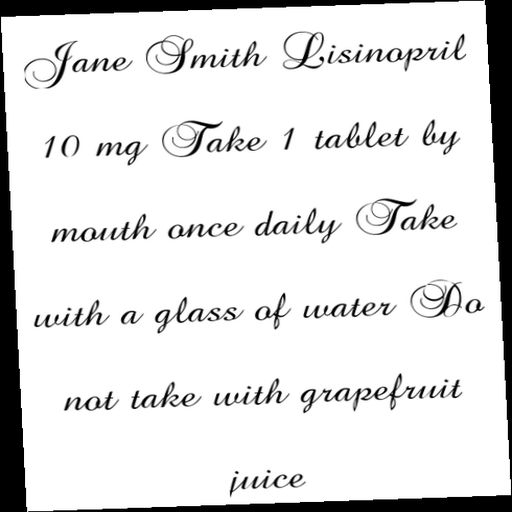 Jane Smith Lisinopril
10 mg Take 1 tablet by
mouth once daily Take
with a glass of water Do
not take with grapefruit
juice